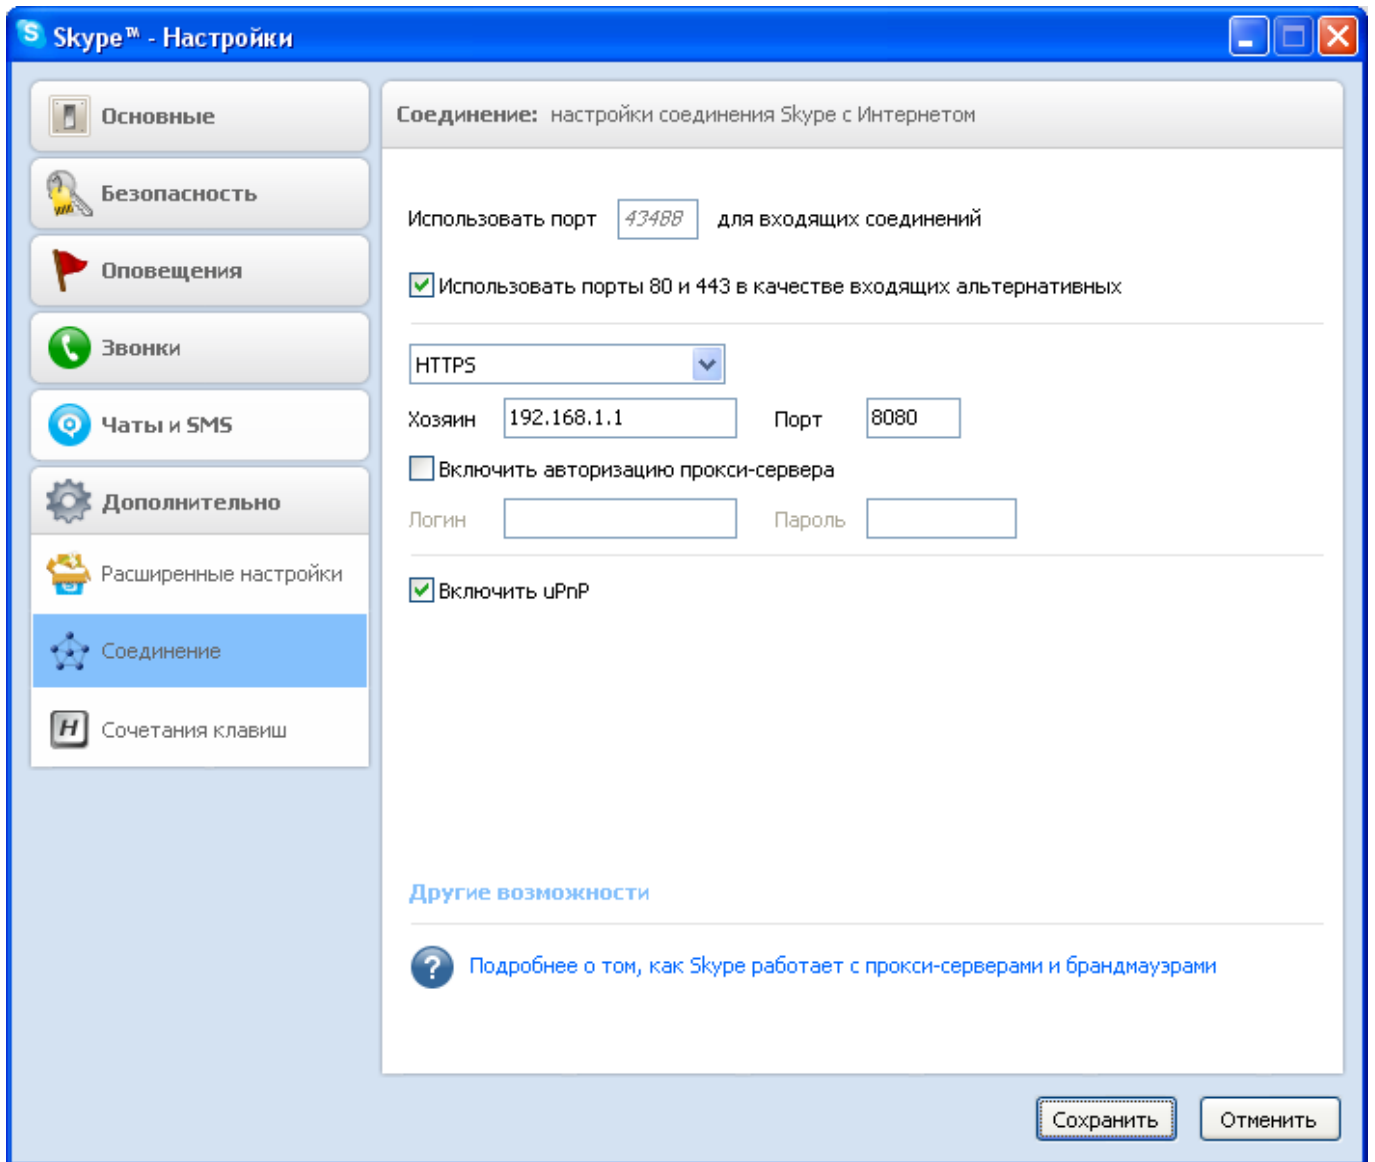 Skype™ - Настройки
Основные
Безопасность
Оповещения
Звонки
Чаты и SMS
Дополнительно
Расширенные настройки
Соединение
Сочетания клавиш
Соединение: настройки соединения Skype с Интернетом
Использовать порт 43488 для входящих соединений
Использовать порты 80 и 443 в качестве входящих альтернативных
HTTPS
Хозяин 192.168.1.1 Порт 8080
Включить авторизацию прокси-сервера
Логин Пароль
Включить uPnP
Другие возможности
? Подробнее о том, как Skype работает с прокси-серверами и брандмауэрами
Сохранить Отменить